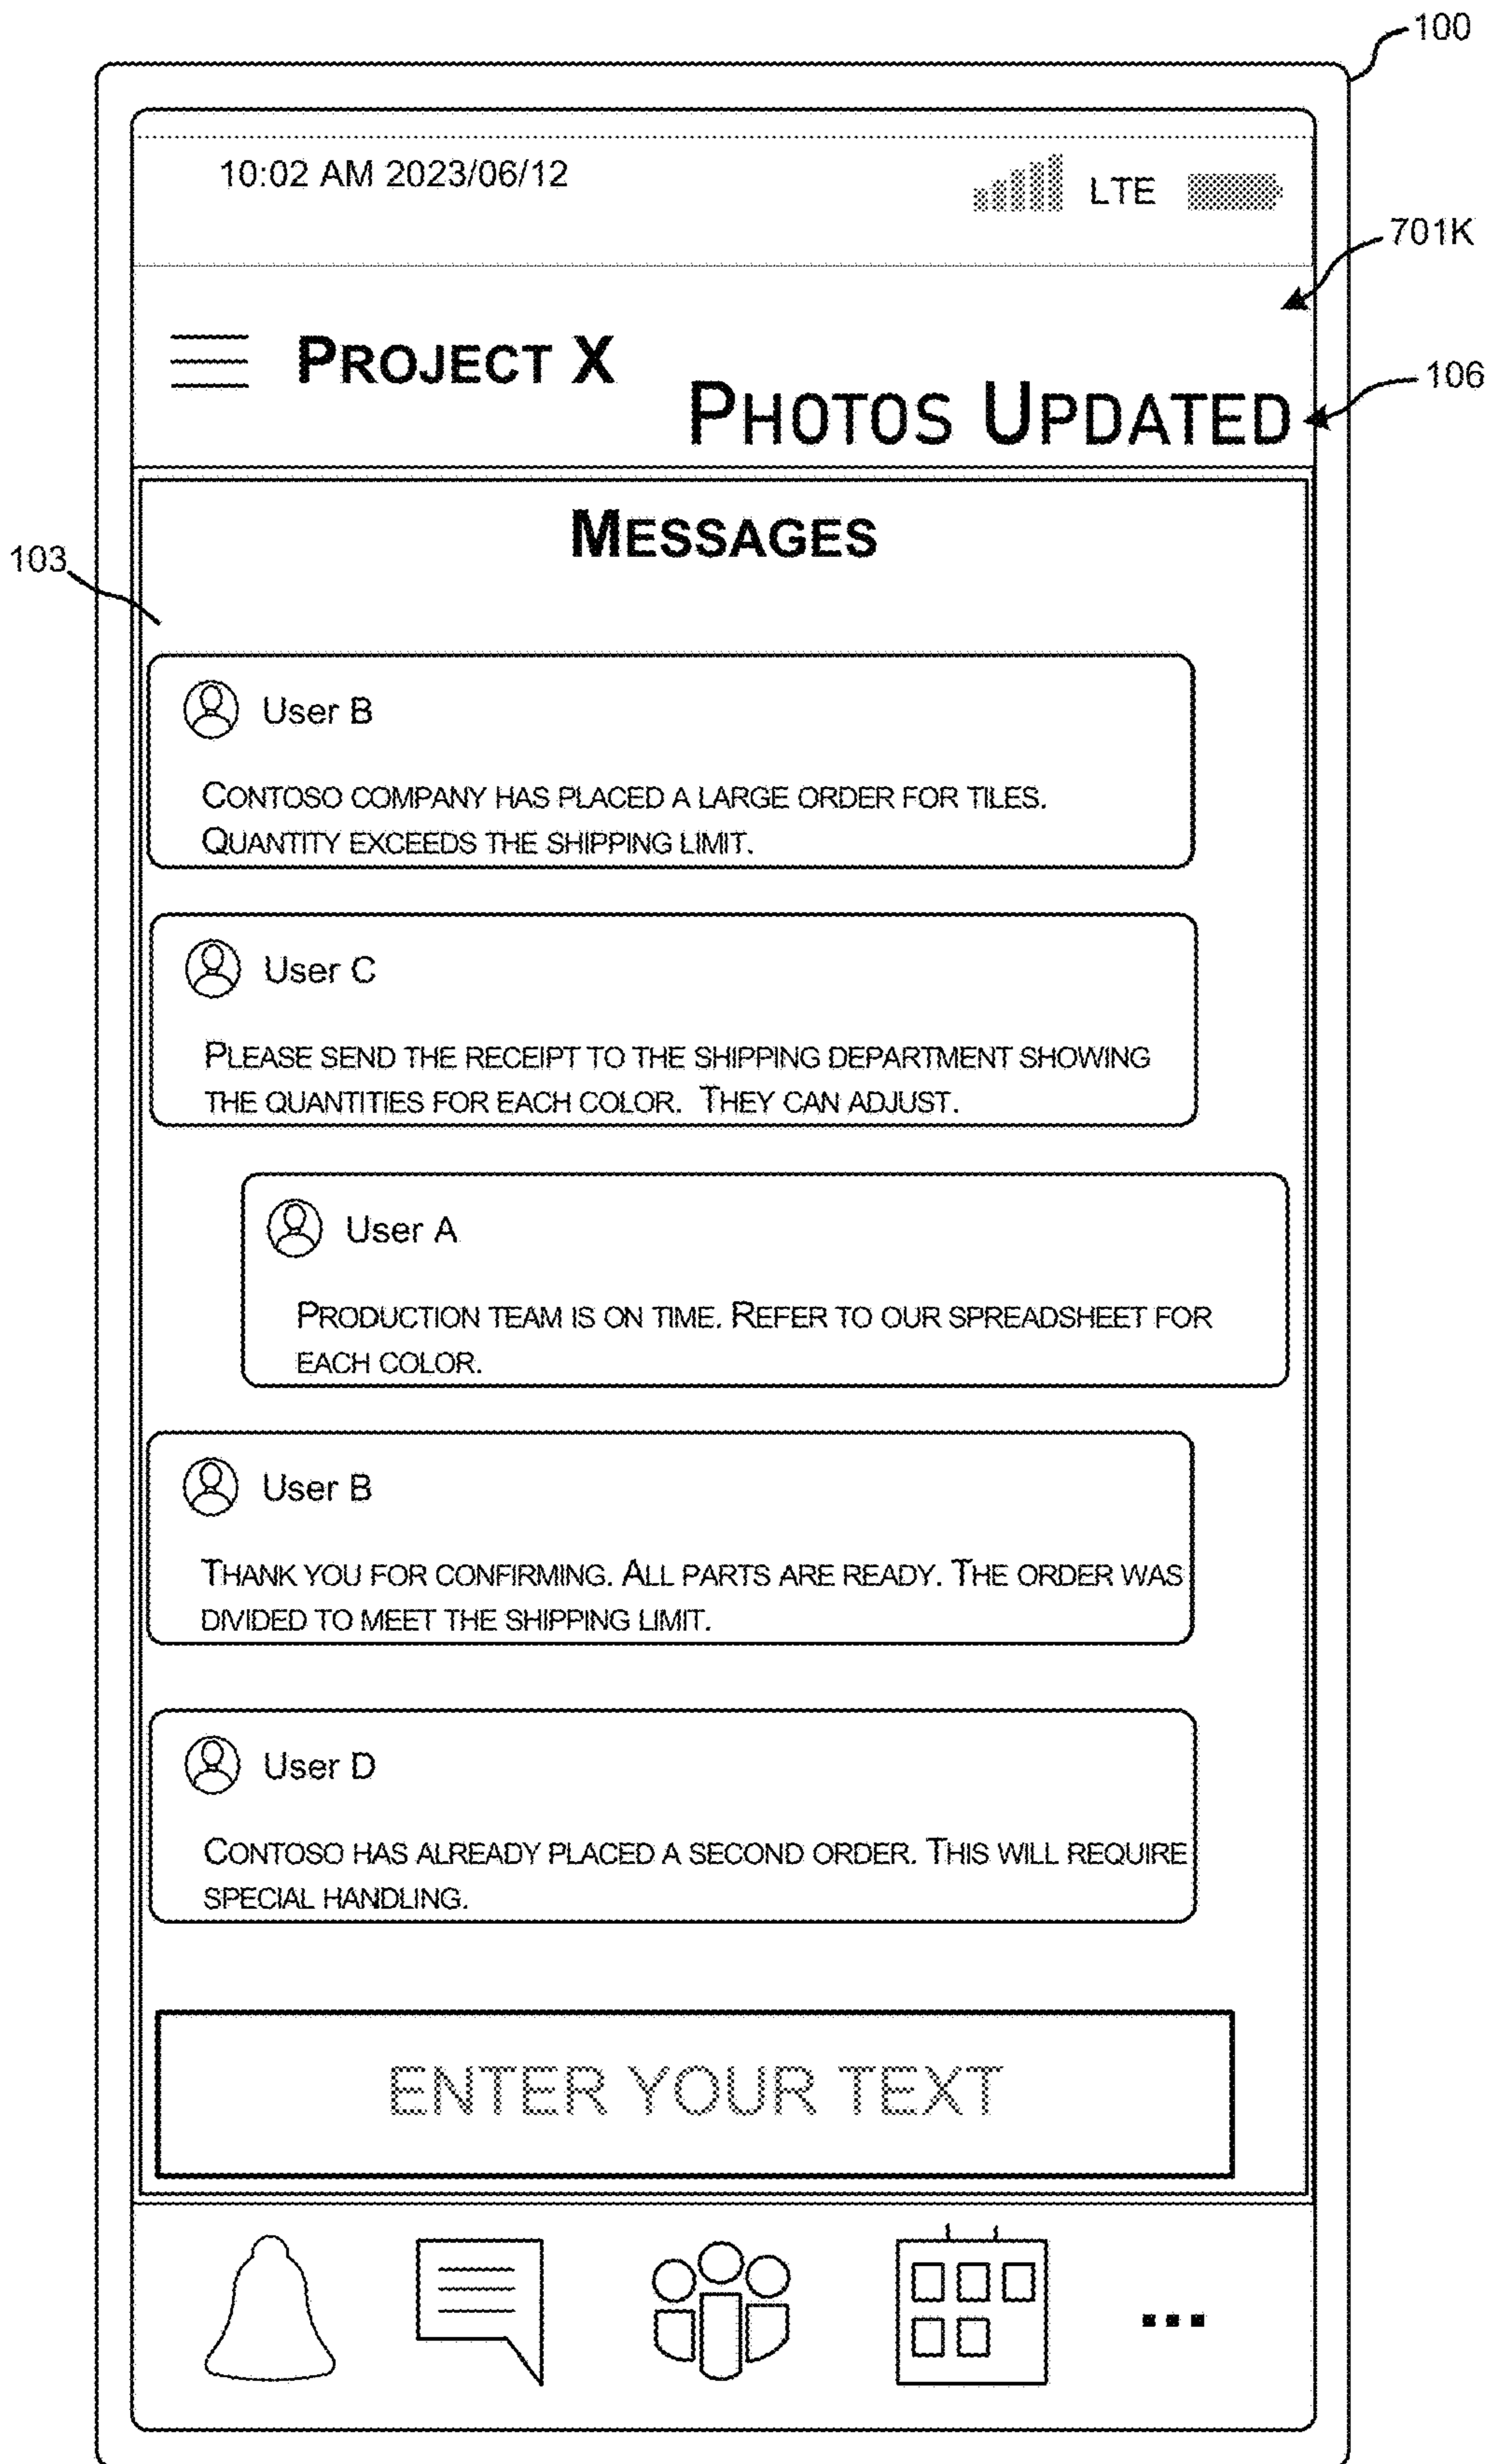 100
10:02 AM 2023/06/12
LTE
701K
PROJECT X
106
PHOTOS UPDATED
MESSAGES
103
User B
CONTOSO COMPANY HAS PLACED A LARGE ORDER FOR TILES.
QUANTITY EXCEEDS THE SHIPPING LIMIT.
User C
PLEASE SEND THE RECEIPT TO THE SHIPPING DEPARTMENT SHOWING
THE QUANTITIES FOR EACH COLOR. THEY CAN ADJUST.
User A
PRODUCTION TEAM IS ON TIME. REFER TO OUR SPREADSHEET FOR
EACH COLOR.
User B
THANK YOU FOR CONFIRMING. ALL PARTS ARE READY. THE ORDER WAS
DIVIDED TO MEET THE SHIPPING LIMIT.
User D
CONTOSO HAS ALREADY PLACED A SECOND ORDER. THIS WILL REQUIRE
SPECIAL HANDLING.
ENTER YOUR TEXT
...